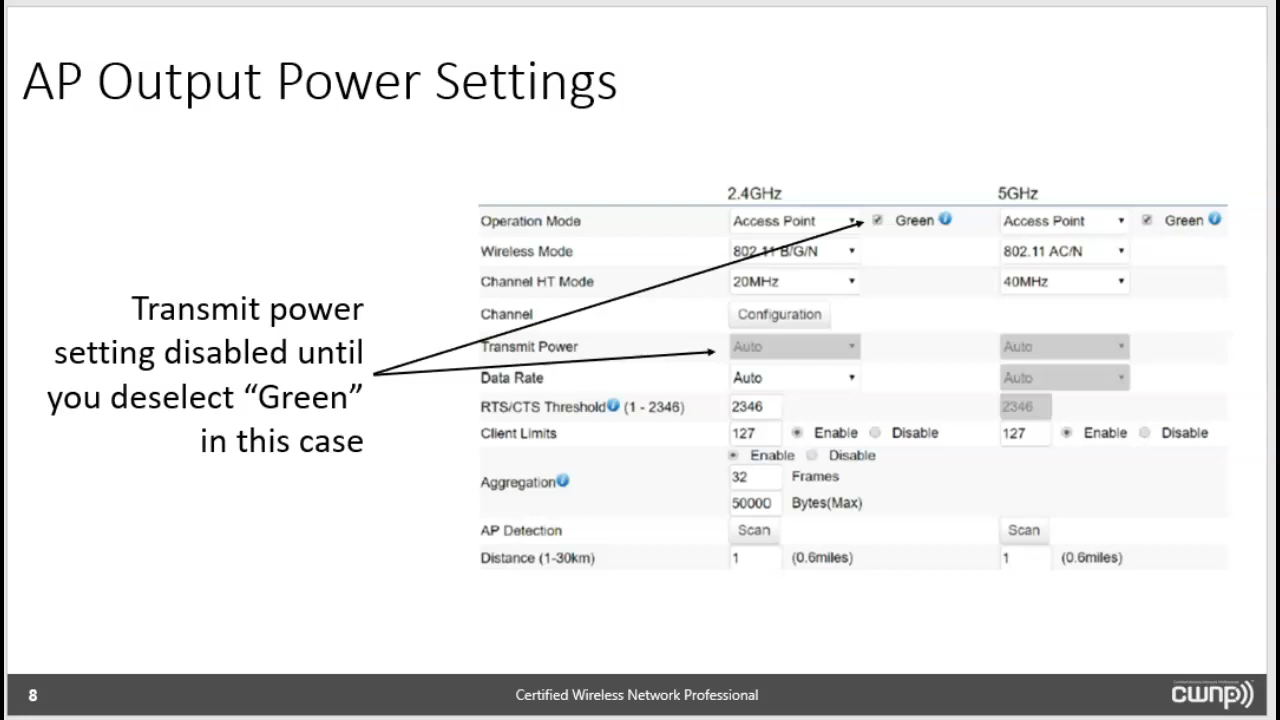 AP Output Power Settings
2.4GHz 5GHz
Operation Mode Access Point Green Access Point Green
Wireless Mode 802.11 B/G/N 802.11 AC/N
Channel HT Mode 20MHz 40MHz
Channel Configuration
Transmit Power Auto Auto
Data Rate Auto Auto
RTS/CTS Threshold (1 - 2346) 2346 2346
Client Limits 127 Enable Disable 127 Enable Disable
Enable Disable
Aggregation 32 Frames
50000 Bytes(Max)
AP Detection Scan Scan
Distance (1-30km) 1 (0.6miles) 1 (0.6miles)
Transmit power
setting disabled until
you deselect “Green”
in this case
8 Certified Wireless Network Professional cwnp